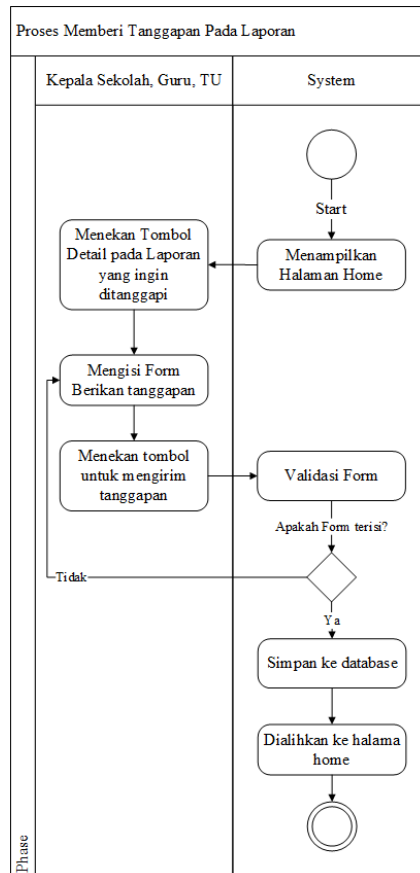 Proses Memberi Tanggapan Pada Laporan
Kepala Sekolah, Guru, TU
System
Start
Menampilkan
Halaman Home
Menekan Tombol
Detail pada Laporan
yang ingin
ditanggapi
Mengisi Form
Berikan tanggapan
Menekan tombol
untuk mengirim
tanggapan
Validasi Form
Apakah Form terisi?
Tidak
Ya
Simpan ke database
Dialihkan ke halama
home
Phase